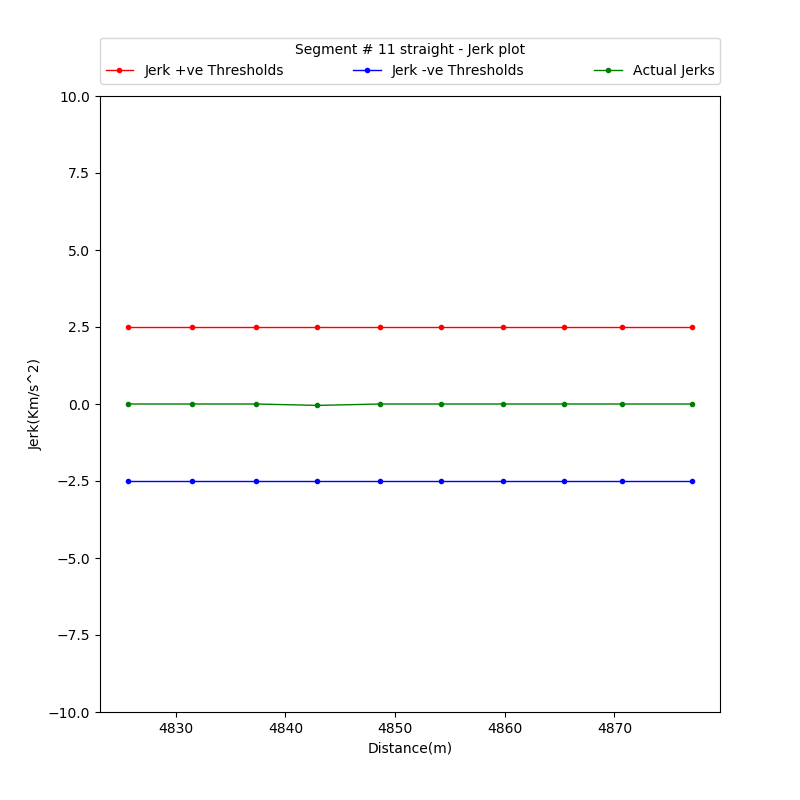 Segment # 11 straight - Jerk plot
Jerk +ve Thresholds Jerk -ve Thresholds Actual Jerks
10.0
7.5
5.0
2.5
0.0
−2.5
−5.0
−7.5
−10.0
Jerk(Km/s^2)
4830 4840 4850 4860 4870
Distance(m)